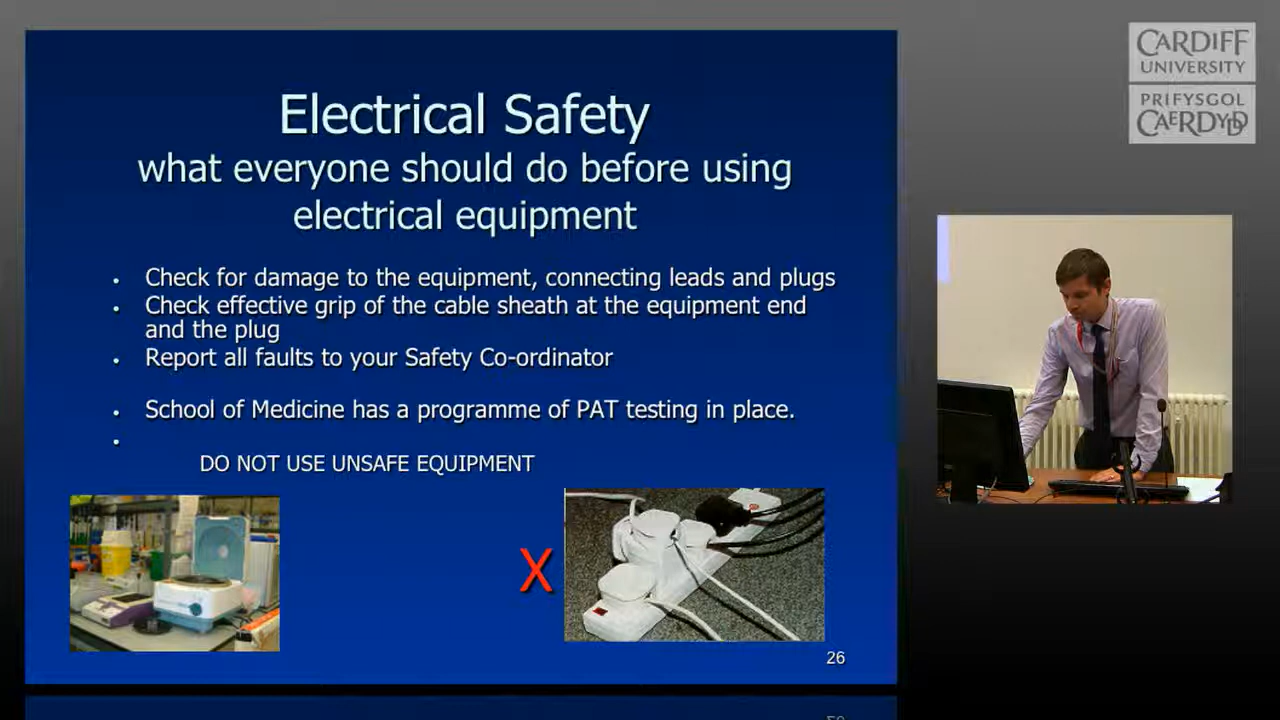 CARDIFF
UNIVERSITY
PRIFYSGOL
CAERDYDD
Electrical Safety
what everyone should do before using
electrical equipment
• Check for damage to the equipment, connecting leads and plugs
• Check effective grip of the cable sheath at the equipment end
and the plug
• Report all faults to your Safety Co-ordinator
• School of Medicine has a programme of PAT testing in place.
•
DO NOT USE UNSAFE EQUIPMENT
X
26